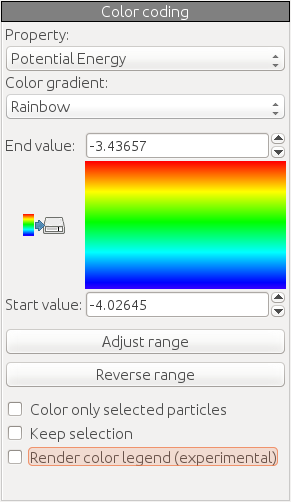 Color coding
Property:
Potential Energy
Color gradient:
Rainbow
End value: -3.43657
Start value: -4.02645
Adjust range
Reverse range
Color only selected particles
Keep selection
Render color legend (experimental)